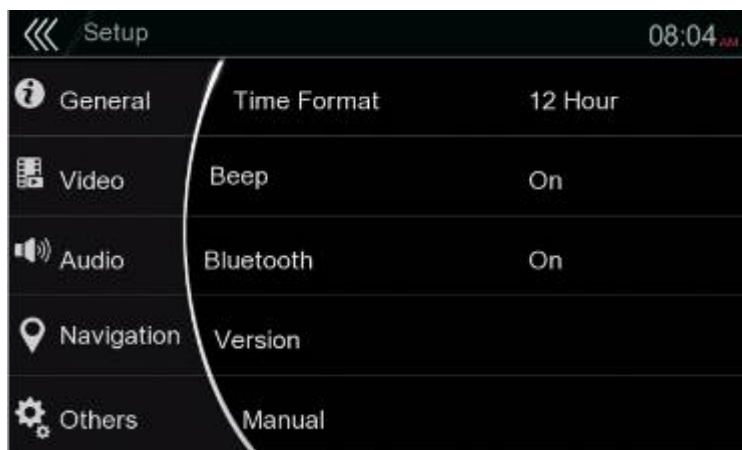 Setup 08:04 AM
General Time Format 12 Hour
Video Beep On
Audio Bluetooth On
Navigation Version
Others Manual